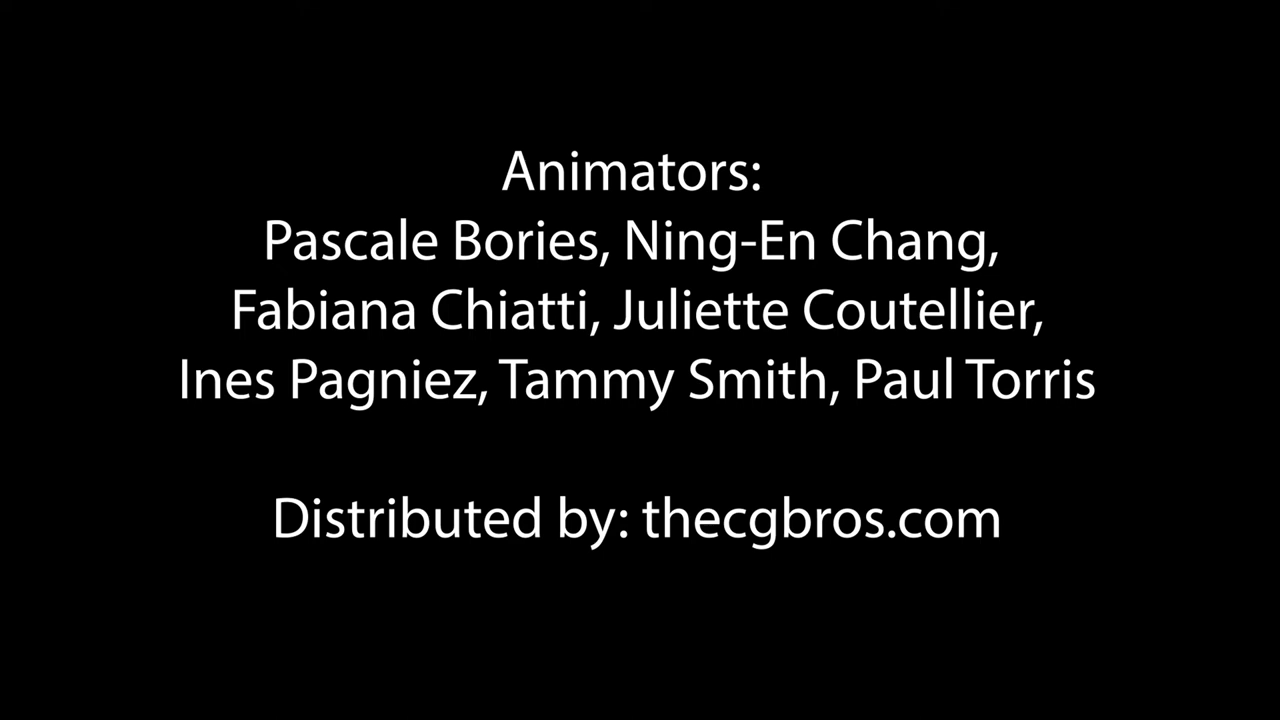 Animators:
Pascale Bories, Ning-En Chang,
Fabiana Chiatti, Juliette Coutellier,
Ines Pagniez, Tammy Smith, Paul Torris
Distributed by: thecgbros.com